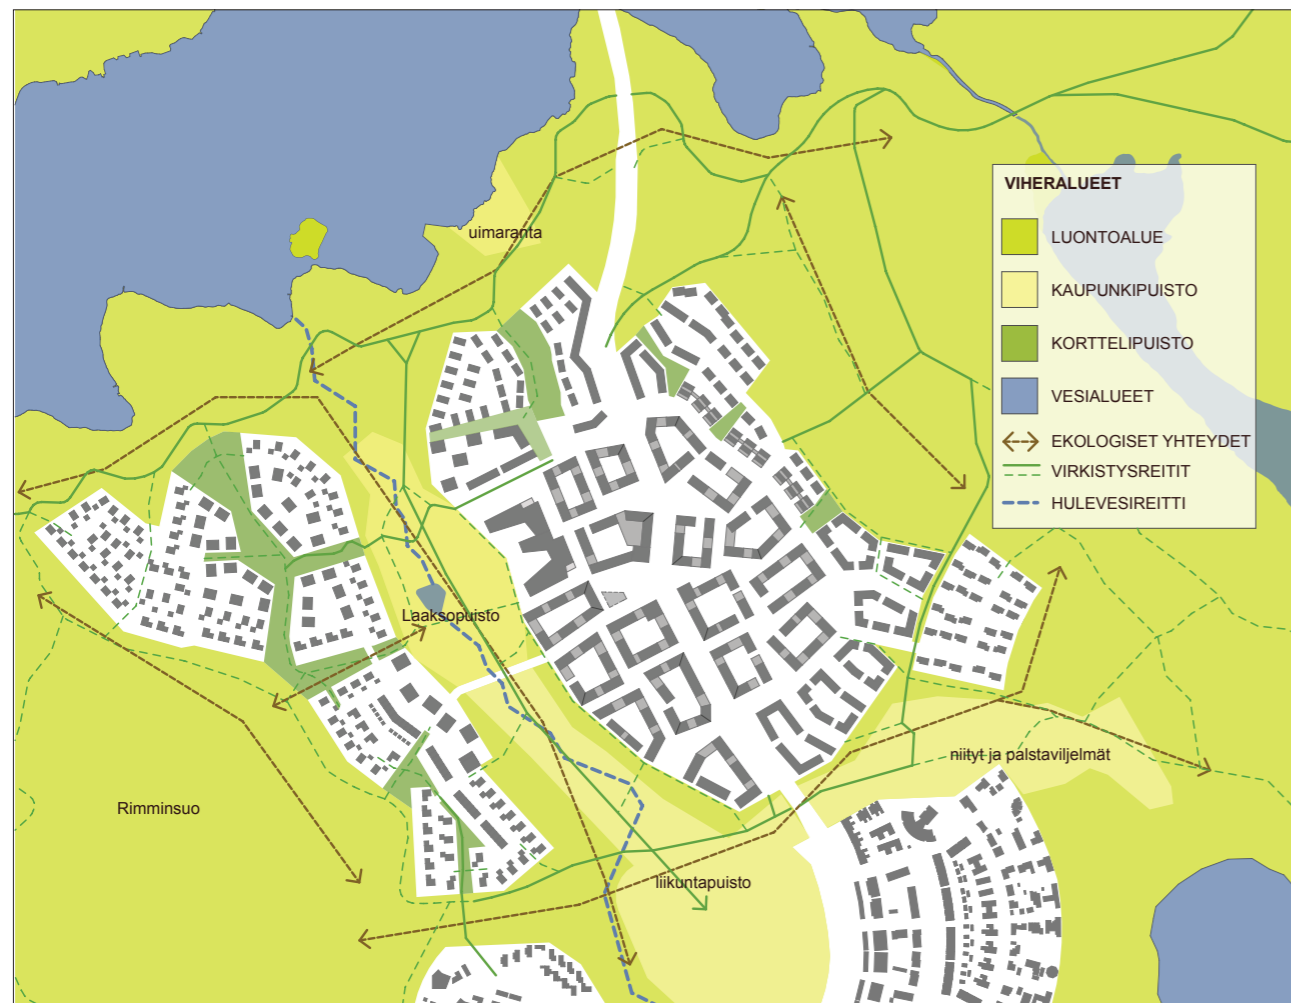 VIHERALUEET
LUONTOALUE
uimaranta
KAUPUNKIPUISTO
KORTTELIPUISTO
VESIALUEET
EKOLOGISET YHTEYDET
VIRKISTYSREITIT
HULEVESIREITTI
Laaksopuisto
niityt ja palstaviljelmät
Rimminsuo
liikuntapuisto